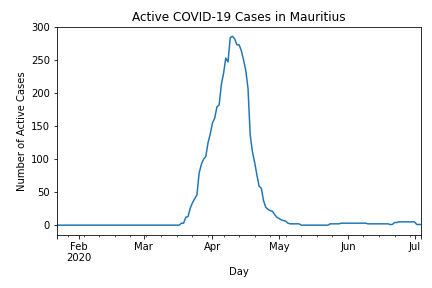 Active COVID-19 Cases in Mauritius
300
250
200
150
100
50
0
Number of Active Cases
Feb Mar Apr May Jun Jul
2020
Day